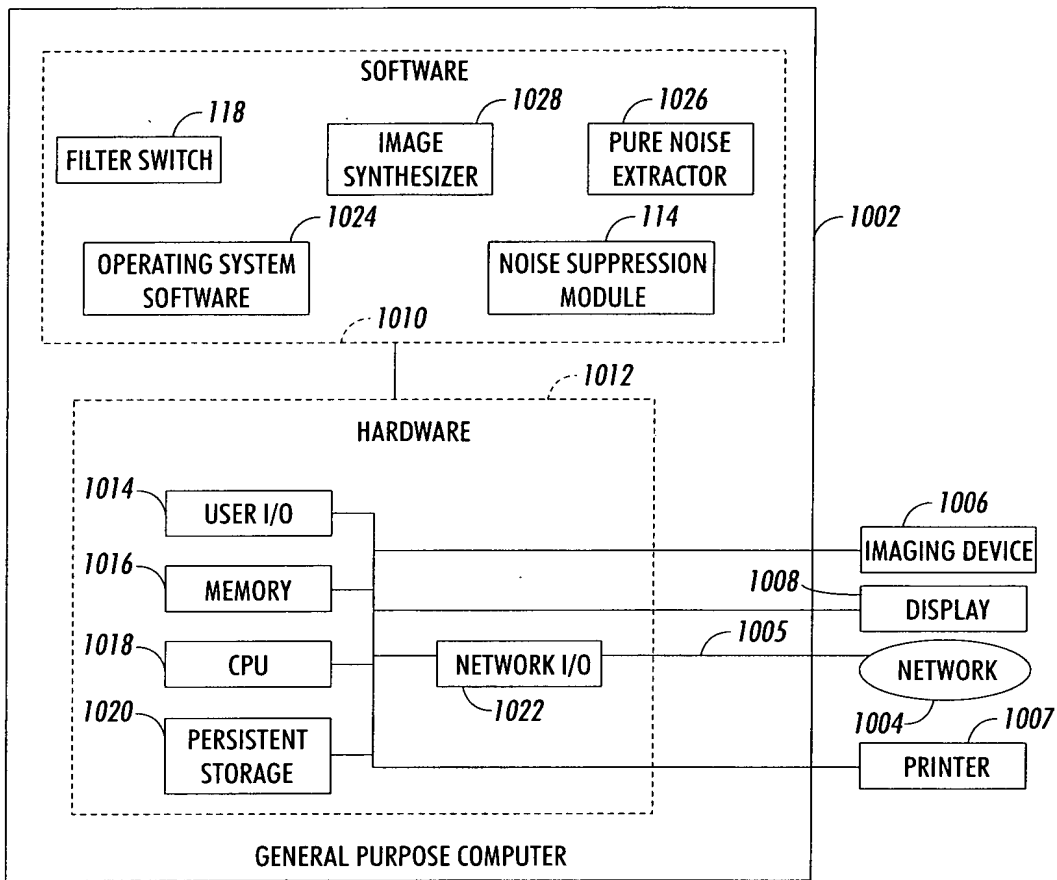 SOFTWARE
118
1028
1026
FILTER SWITCH
IMAGE
SYNTHESIZER
PURE NOISE
EXTRACTOR
1024
114
1002
OPERATING SYSTEM
SOFTWARE
NOISE SUPPRESSION
MODULE
1010
1012
HARDWARE
1014
USER I/O
1006
IMAGING DEVICE
1016
MEMORY
1008
DISPLAY
1018
CPU
NETWORK I/O
1022
1005
NETWORK
1004
1020
PERSISTENT
STORAGE
1007
PRINTER
GENERAL PURPOSE COMPUTER